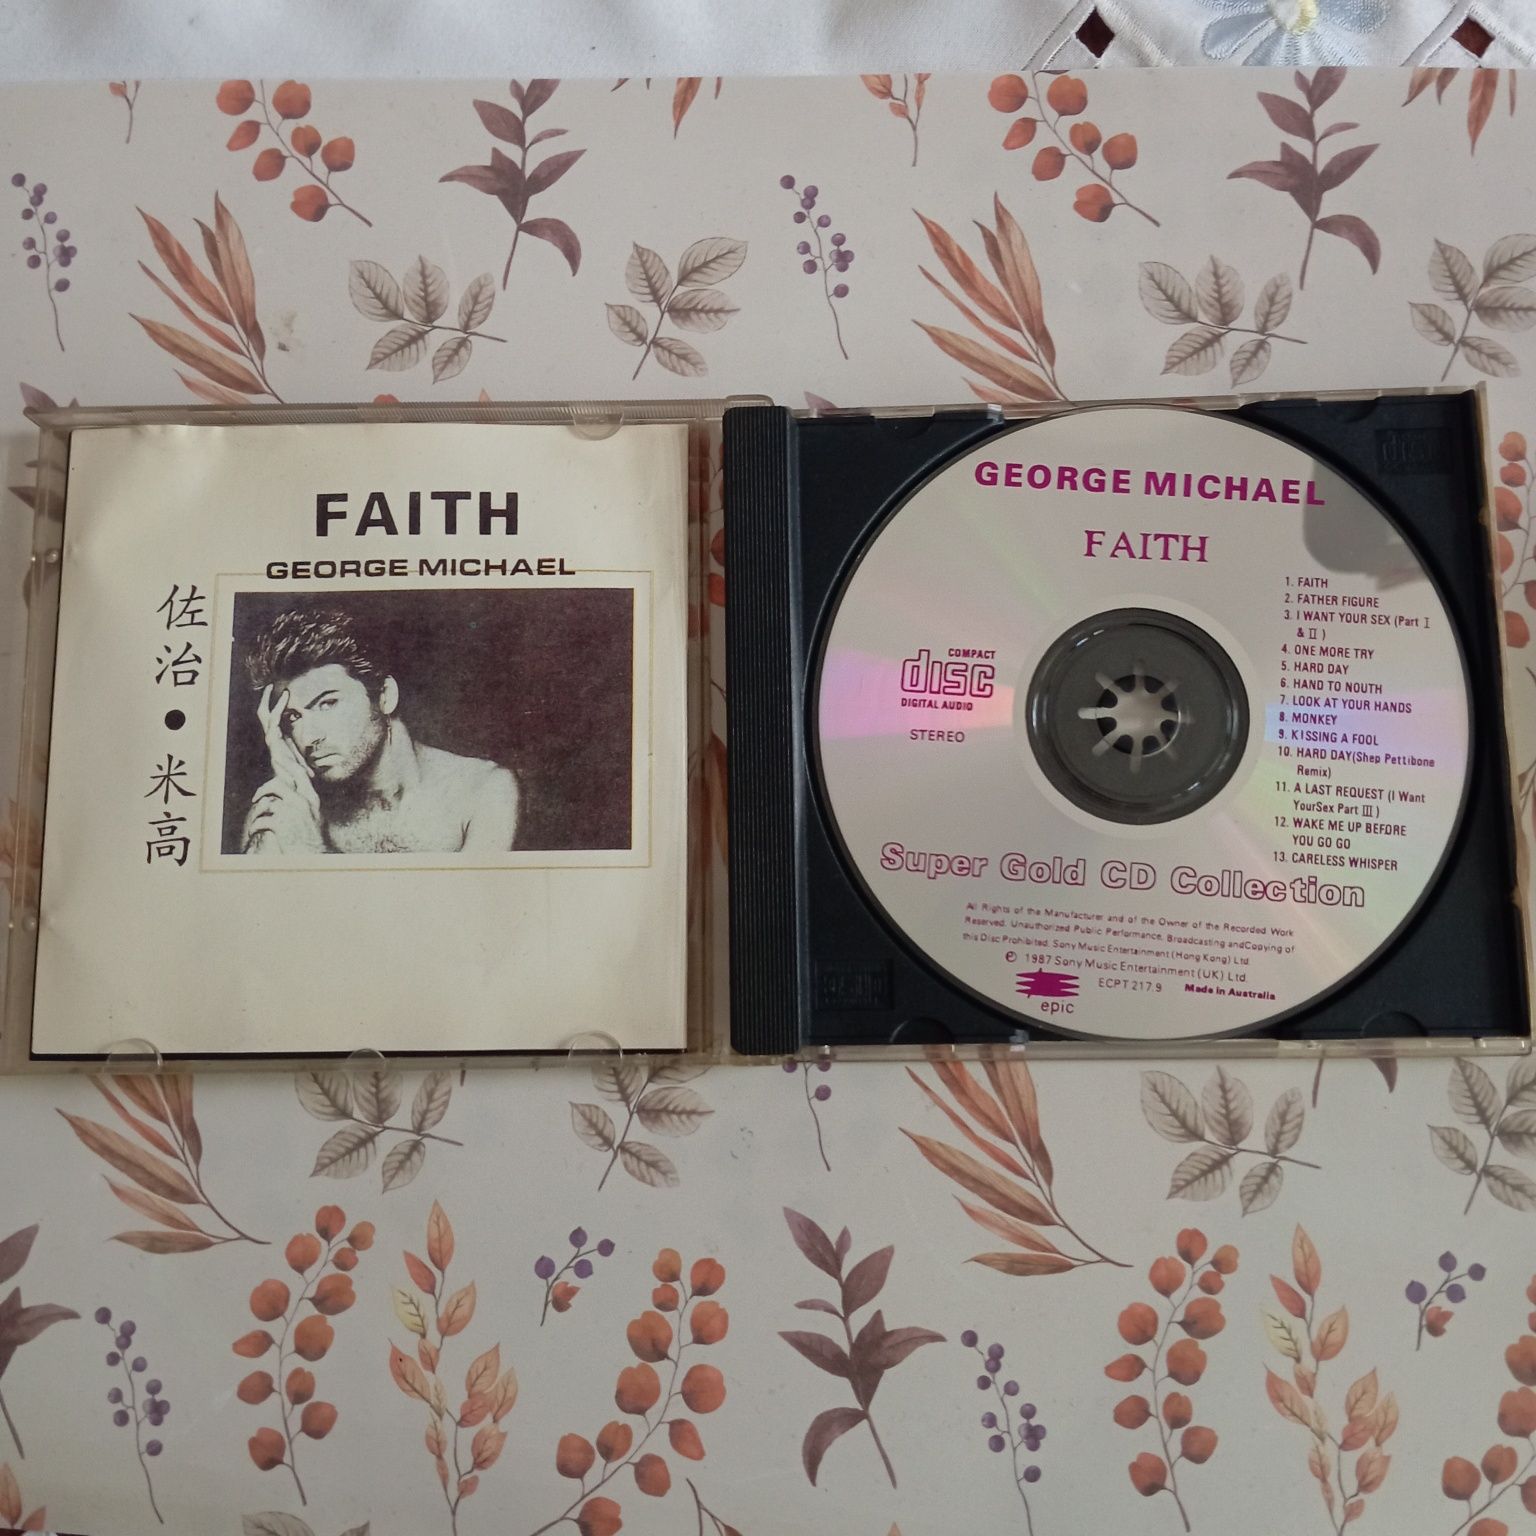 FAITH
GEORGE MICHAEL
佐治●米高
GEORGE MICHAEL
FAITH
1. FAITH
2. FATHER FIGURE
3. I WANT YOUR SEX (Part I
& II )
4. ONE MORE TRY
5. HARD DAY
6. HAND TO NOUTH
7. LOOK AT YOUR HANDS
8. MONKEY
9. KISSING A FOOL
10. HARD DAY(Shep Pettibone
Remix)
11. A LAST REQUEST (I Want
YourSex Part III )
12. WAKE ME UP BEFORE
YOU GO GO
13. CARELESS WHISPER
COMPACT
disc
DIGITAL AUDIO
STEREO
Super Gold CD Collection
All Rights of the Manufacturer and of the Owner of the Recorded Work
Reserved. Unauthorized Public Performance, Broadcasting andCopying of
this Disc Prohibited. Sony Music Entertainment (Hong Kong) Ltd.
℗ 1987 Sony Music Entertainment (UK) Ltd.
epic
ECPT 217.9 Made in Australia